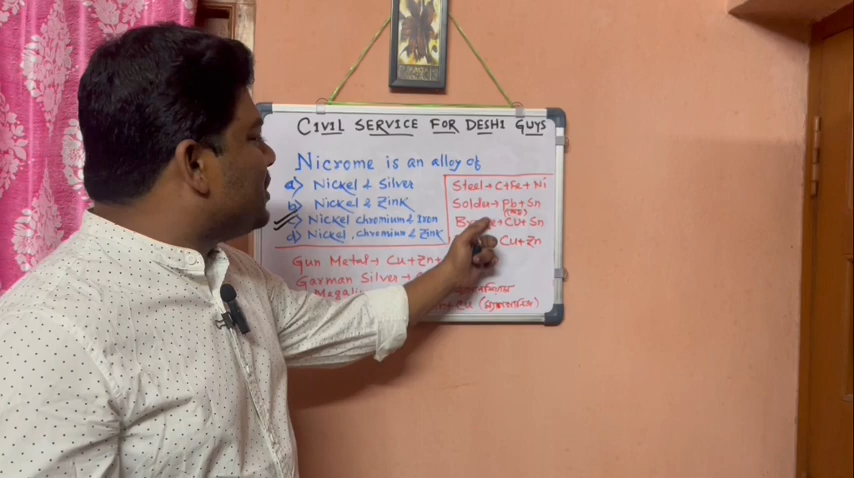 CIVIL SERVICE FOR DESHI GUYS
Nicrome is an alloy of
a) Nickel & Silver
b) Nickel & Zink
c) Nickel chromium & Iron
d) Nickel, chromium & Zink
Steel → C+Fe+Ni
Solder → Pb+Sn
→ Cu+Sn
Cu+Zn
Gun Metal → Cu+Zn+
Garman Silver →